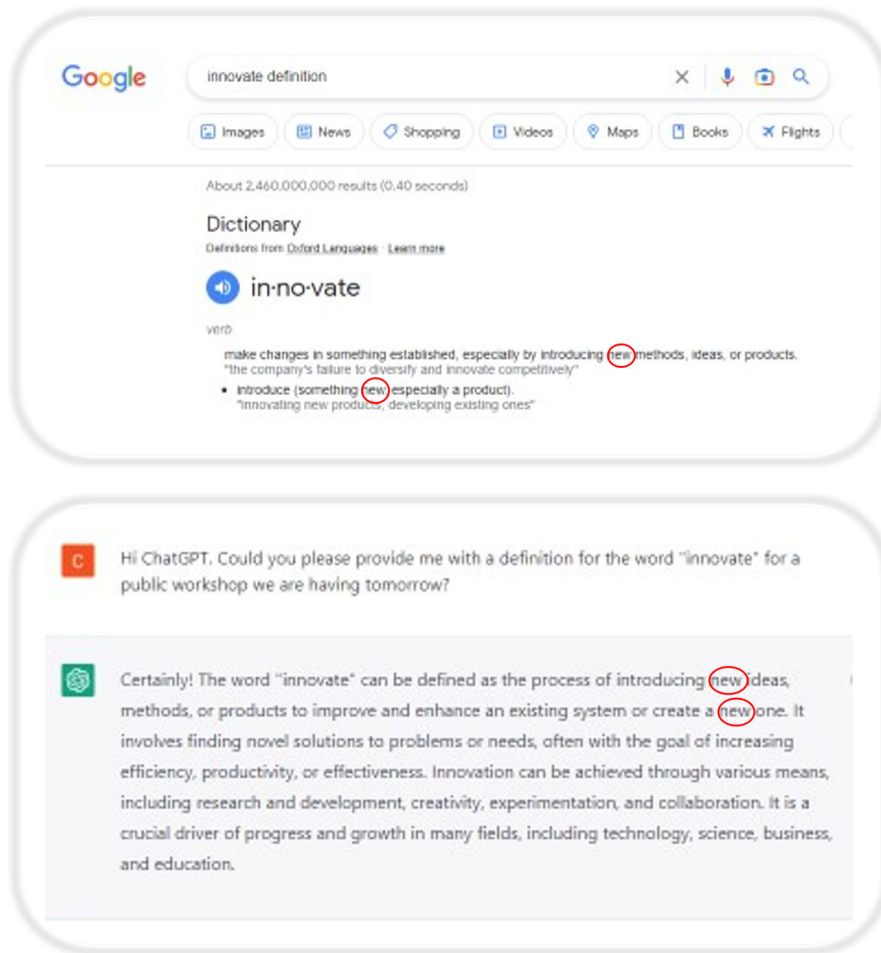 Google
innovate definition
Images News Shopping Videos Maps Books Flights
About 2,460,000,000 results (0.40 seconds)
Dictionary
Definitions from Oxford Languages · Learn more
in·no·vate
verb
make changes in something established, especially by introducing new methods, ideas, or products.
"the company's failure to diversify and innovate competitively"
• introduce (something new, especially a product).
"innovating new products, developing existing ones"
C
Hi ChatGPT. Could you please provide me with a definition for the word "innovate" for a
public workshop we are having tomorrow?
Certainly! The word "innovate" can be defined as the process of introducing new ideas,
methods, or products to improve and enhance an existing system or create a new one. It
involves finding novel solutions to problems or needs, often with the goal of increasing
efficiency, productivity, or effectiveness. Innovation can be achieved through various means,
including research and development, creativity, experimentation, and collaboration. It is a
crucial driver of progress and growth in many fields, including technology, science, business,
and education.